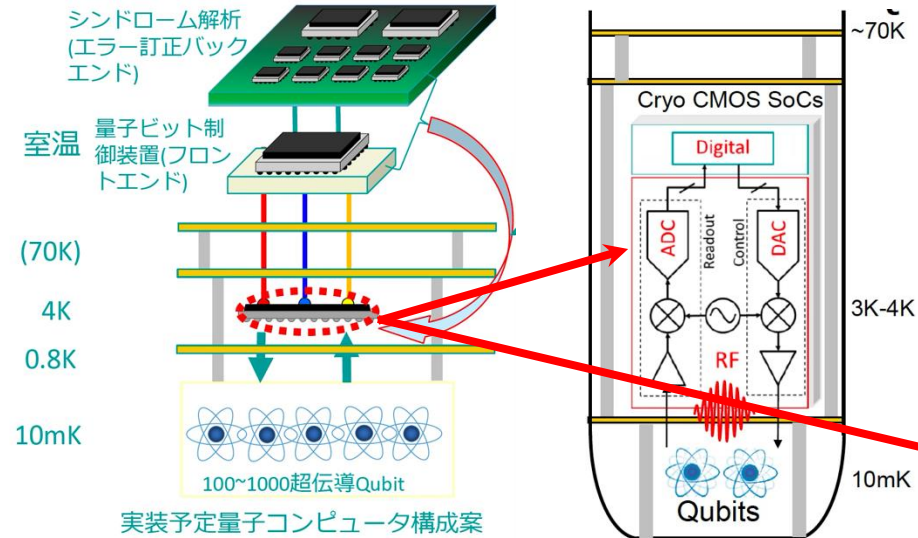 シンドローム解析
(エラー訂正バック
エンド)
室温
量子ビット制
御装置(フロン
トエンド)
(70K)
4K
0.8K
10mK
100~1000超伝導Qubit
実装予定量子コンピュータ構成案
~70K
Cryo CMOS SoCs
Digital
ADC
Readout
Control
DAC
RF
3K-4K
10mK
Qubits